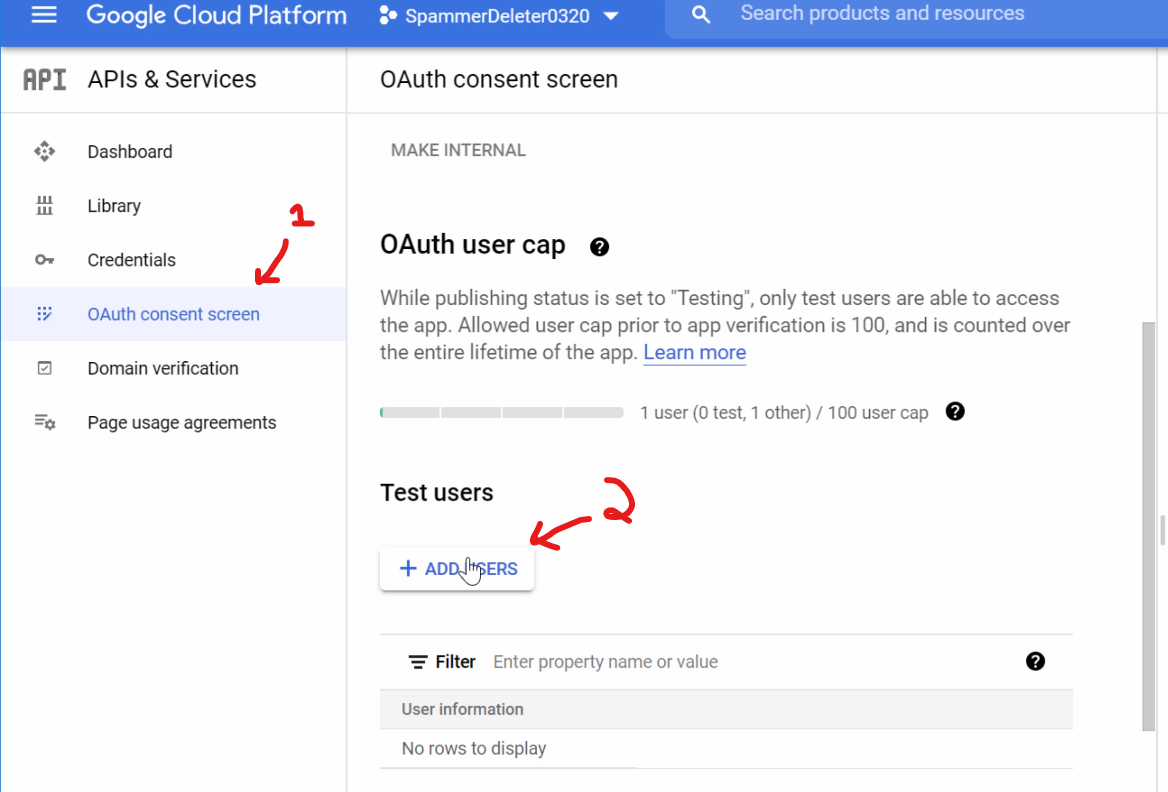 Google Cloud Platform
SpammerDeleter0320
Search products and resources
API APIs & Services
OAuth consent screen
Dashboard
Library
Credentials
OAuth consent screen
Domain verification
Page usage agreements
1
MAKE INTERNAL
OAuth user cap ?
While publishing status is set to "Testing", only test users are able to access
the app. Allowed user cap prior to app verification is 100, and is counted over
the entire lifetime of the app. Learn more
1 user (0 test, 1 other) / 100 user cap ?
Test users
2
+ ADD USERS
Filter Enter property name or value ?
User information
No rows to display